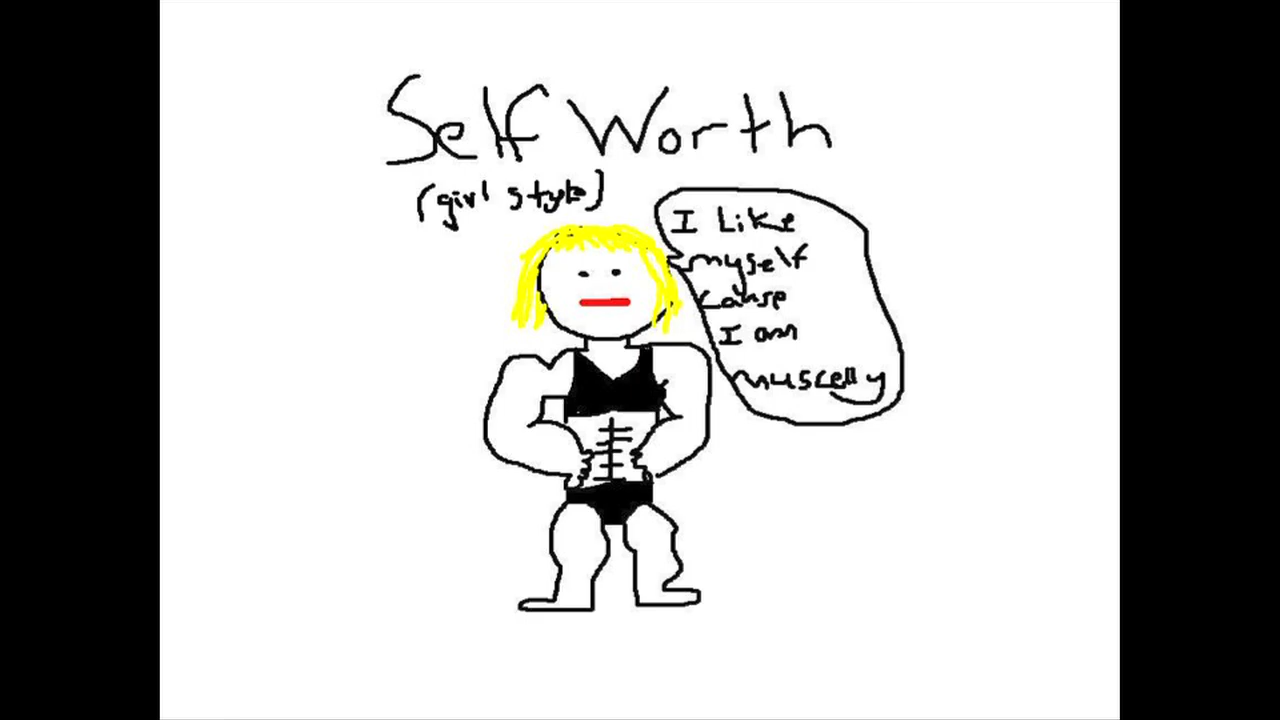 Self Worth
(girl style)
I Like
myself
cause
I am
muscelly